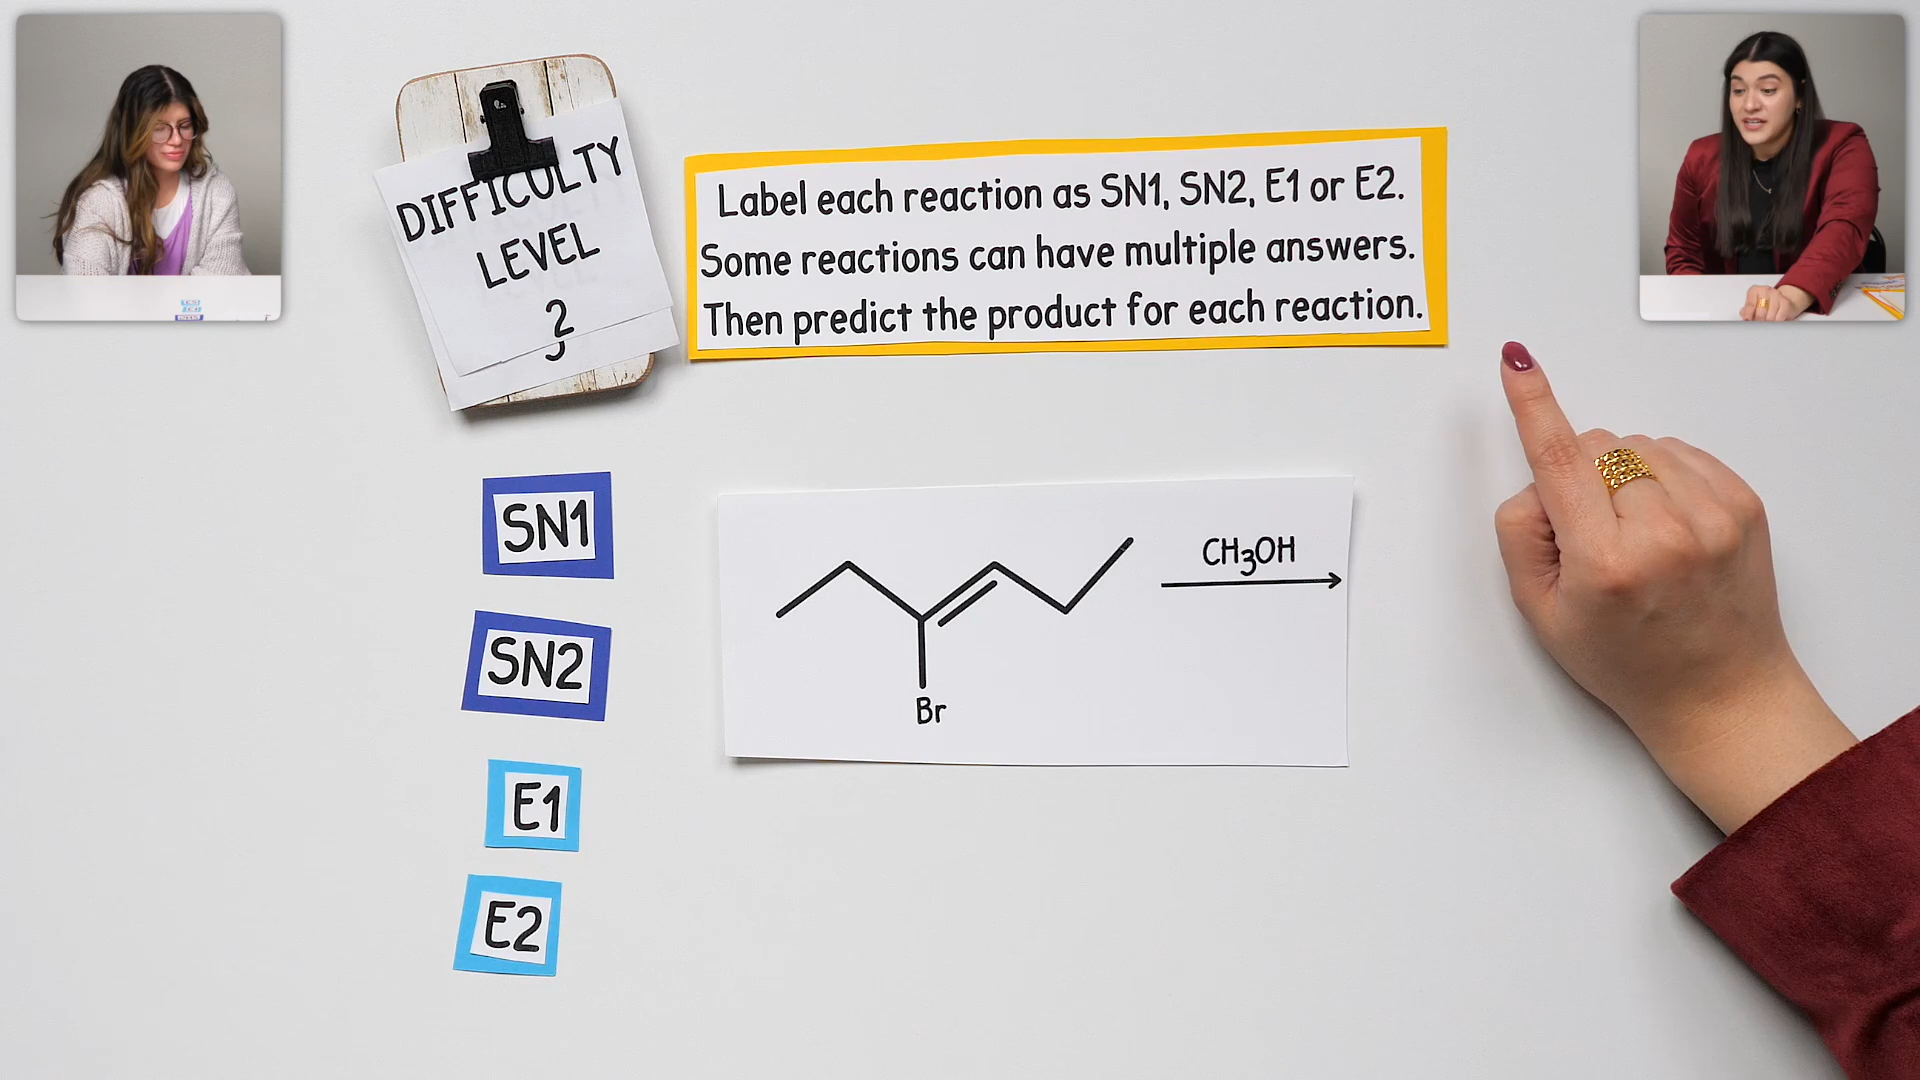 DIFFICULTY
LEVEL
2
Label each reaction as SN1, SN2, E1 or E2.
Some reactions can have multiple answers.
Then predict the product for each reaction.
SN1
SN2
E1
E2
CH3OH
Br